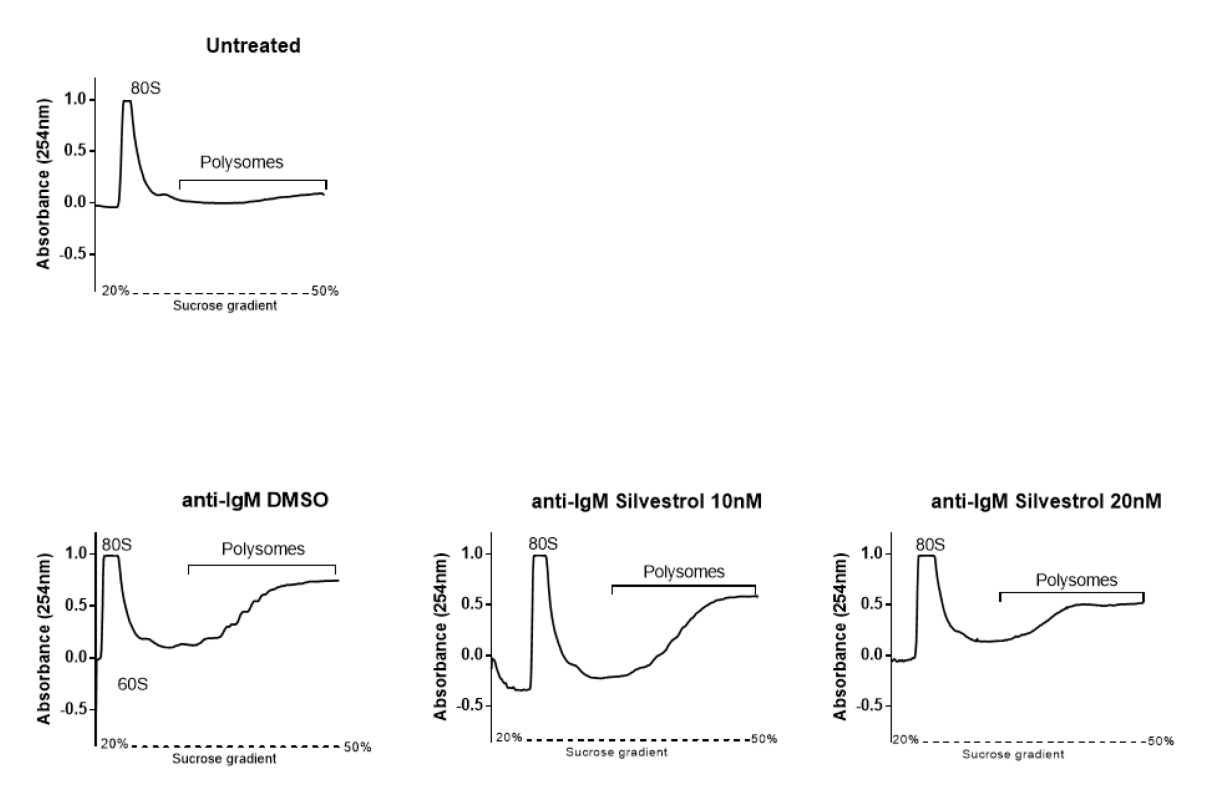 Untreated
80S
1.0
0.5
0.0
-0.5
Absorbance (254nm)
Polysomes
20% 50%
Sucrose gradient
anti-IgM DMSO
80S
1.0
0.5
0.0
-0.5
Absorbance (254nm)
Polysomes
60S
20% 50%
Sucrose gradient
anti-IgM Silvestrol 10nM
80S
1.0
0.5
0.0
-0.5
Absorbance (254nm)
Polysomes
20% 50%
Sucrose gradient
anti-IgM Silvestrol 20nM
80S
1.0
0.5
0.0
-0.5
Absorbance (254nm)
Polysomes
20% 50%
Sucrose gradient